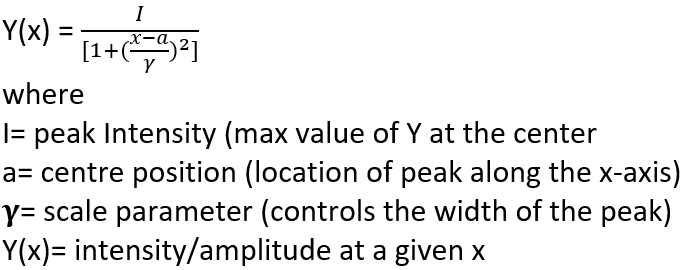 Y(x) = I / [1+((x−a)/γ)²]
where
I= peak Intensity (max value of Y at the center
a= centre position (location of peak along the x-axis)
γ= scale parameter (controls the width of the peak)
Y(x)= intensity/amplitude at a given x